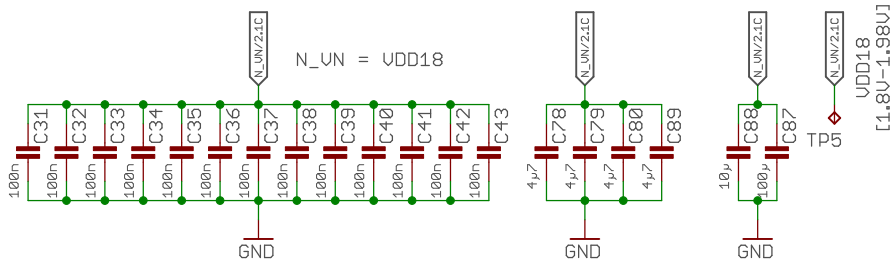 N_VN/2.1C
N_VN = VDD18
C31
C32
C33
C34
C35
C36
C37
C38
C39
C40
C41
C42
C43
100n
100n
100n
100n
100n
100n
100n
100n
100n
100n
100n
100n
100n
GND
N_VN/2.1C
C78
C79
C80
C89
4µ7
4µ7
4µ7
4µ7
GND
N_VN/2.1C
C88
C87
10µ
100µ
GND
N_VN/2.1C
TP5
VDD18
[1.8V-1.98V]